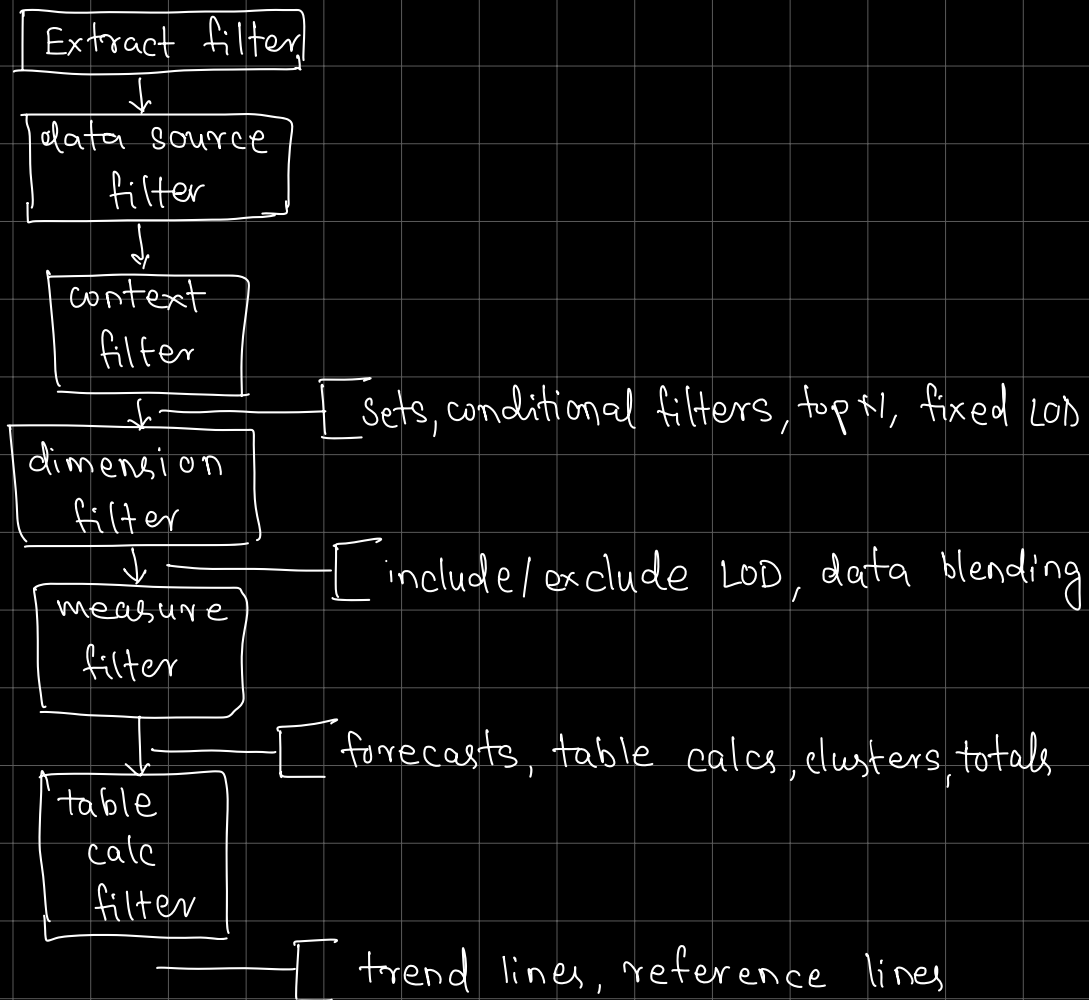 Extract filter
data source
filter
context
filter
sets, conditional filters, top N, fixed LOD
dimension
filter
include/exclude LOD, data blending
measure
filter
forecasts, table calcs, clusters, totals
table
calc
filter
trend lines, reference lines